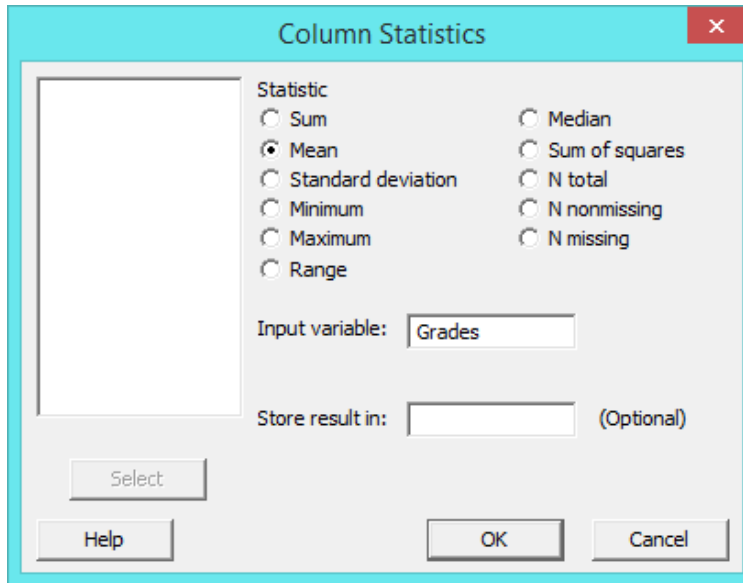 Column Statistics
Statistic
Sum
Median
Mean
Sum of squares
Standard deviation
N total
Minimum
N nonmissing
Maximum
N missing
Range
Input variable: Grades
Store result in: (Optional)
Select
Help
OK
Cancel